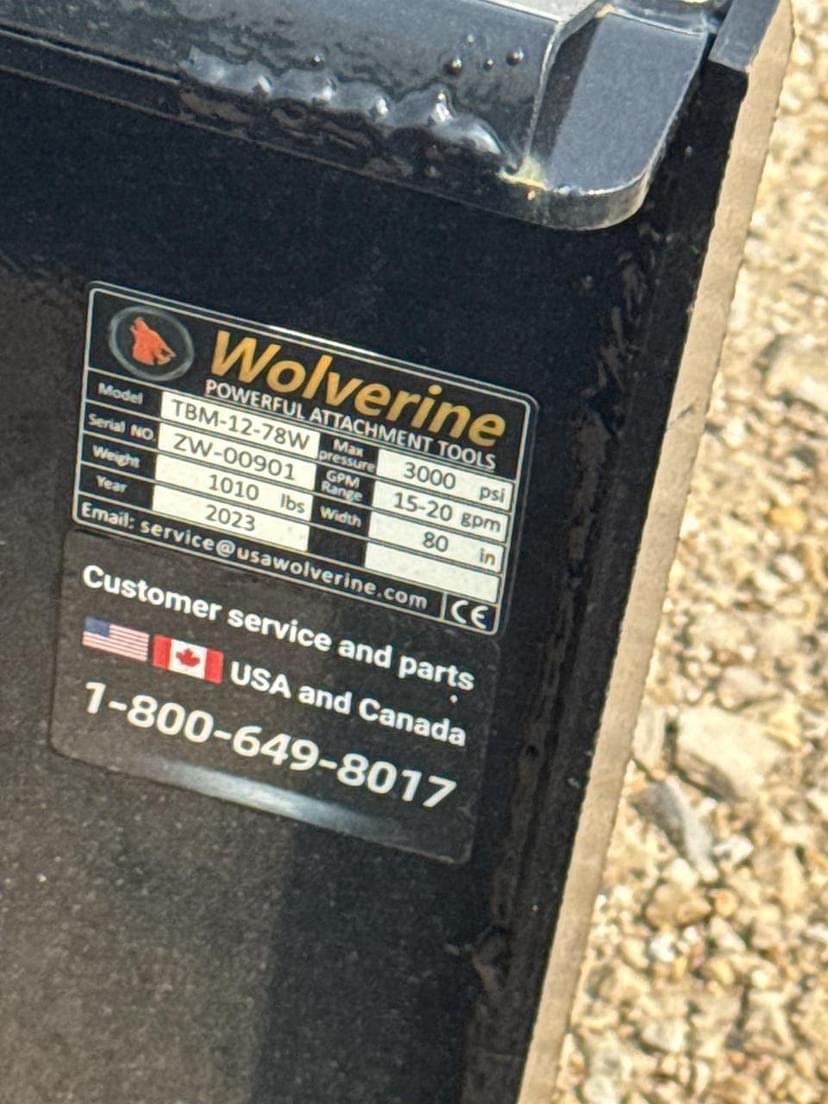 Wolverine
POWERFUL ATTACHMENT TOOLS
Model TBM-12-78W Max pressure 3000 psi
Serial NO. ZW-00901 GPM Range 15-20 gpm
Weight 1010 lbs Width 80 in
Year 2023
Email: service@usawolverine.com CE
Customer service and parts
USA and Canada
1-800-649-8017